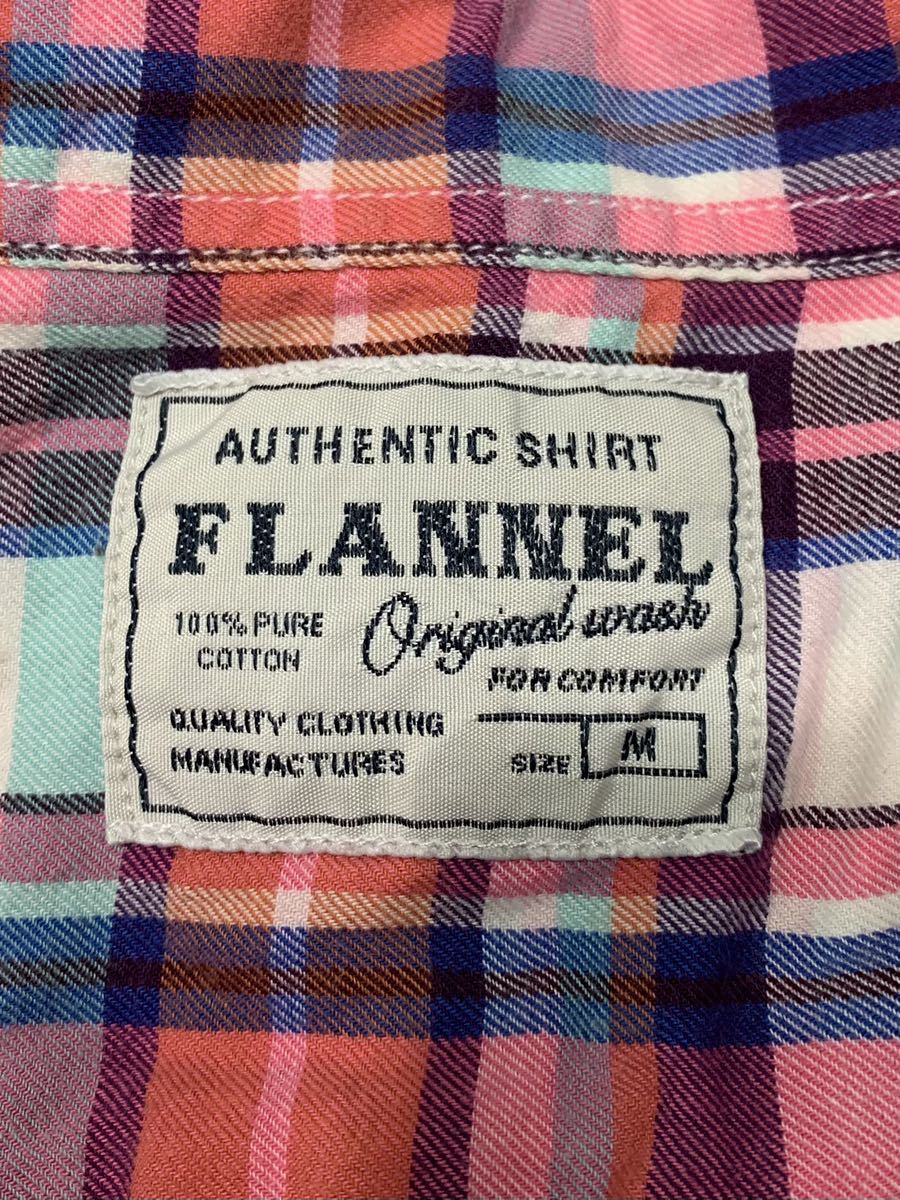 AUTHENTIC SHIRT
FLANNEL
100% PURE
COTTON
Original wash
FOR COMFORT
QUALITY CLOTHING
MANUFACTURES
SIZE M